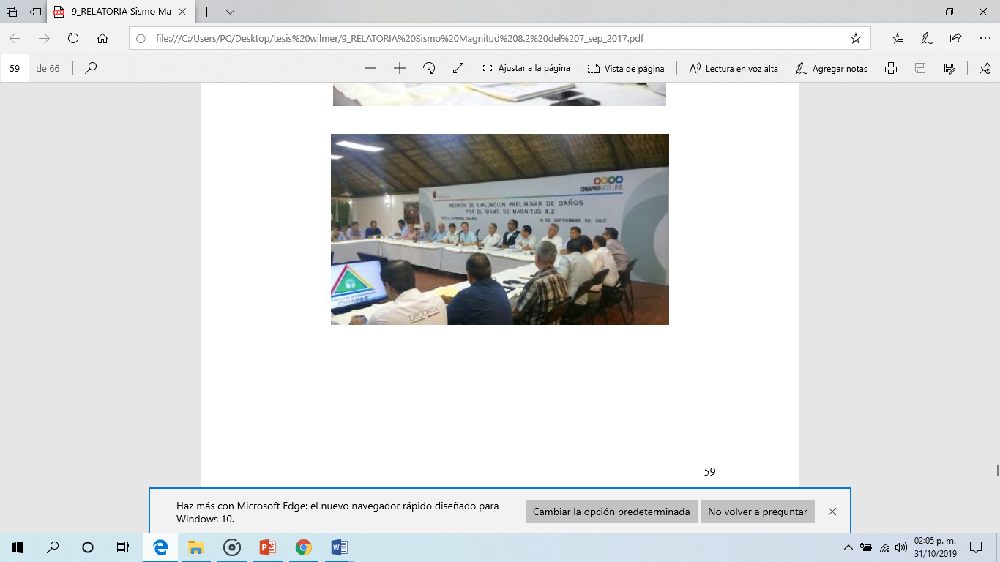 9_RELATORIA Sismo Ma
file:///C:/Users/PC/Desktop/tesis%20wilmer/9_RELATORIA%20Sismo%20Magnitud%208.2%20del%207_sep_2017.pdf
59 de 66
Ajustar a la página
Vista de página
Lectura en voz alta
Agregar notas
CHIAPAS NOS UNE
REUNION DE EVALUACION PRELIMINAR DE DAÑOS
POR EL SISMO DE MAGNITUD 8.2
TUXTLA GUTIERREZ, CHIAPAS
DE SEPTIEMBRE DE 2017.
CHIAPAS
DICONSA
59
Haz más con Microsoft Edge: el nuevo navegador rápido diseñado para
Windows 10.
Cambiar la opción predeterminada
No volver a preguntar
02:05 p. m.
31/10/2019